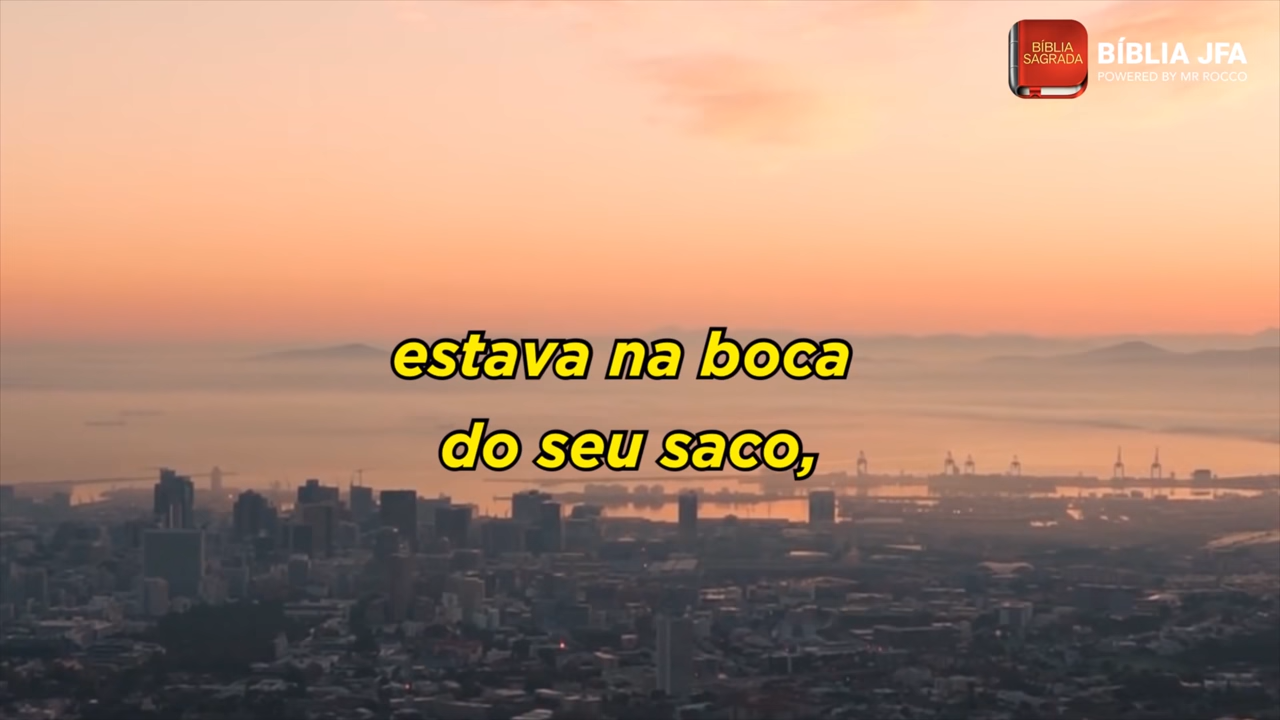 BÍBLIA
SAGRADA
BÍBLIA JFA
POWERED BY MR ROCCO
estava na boca
do seu saco,